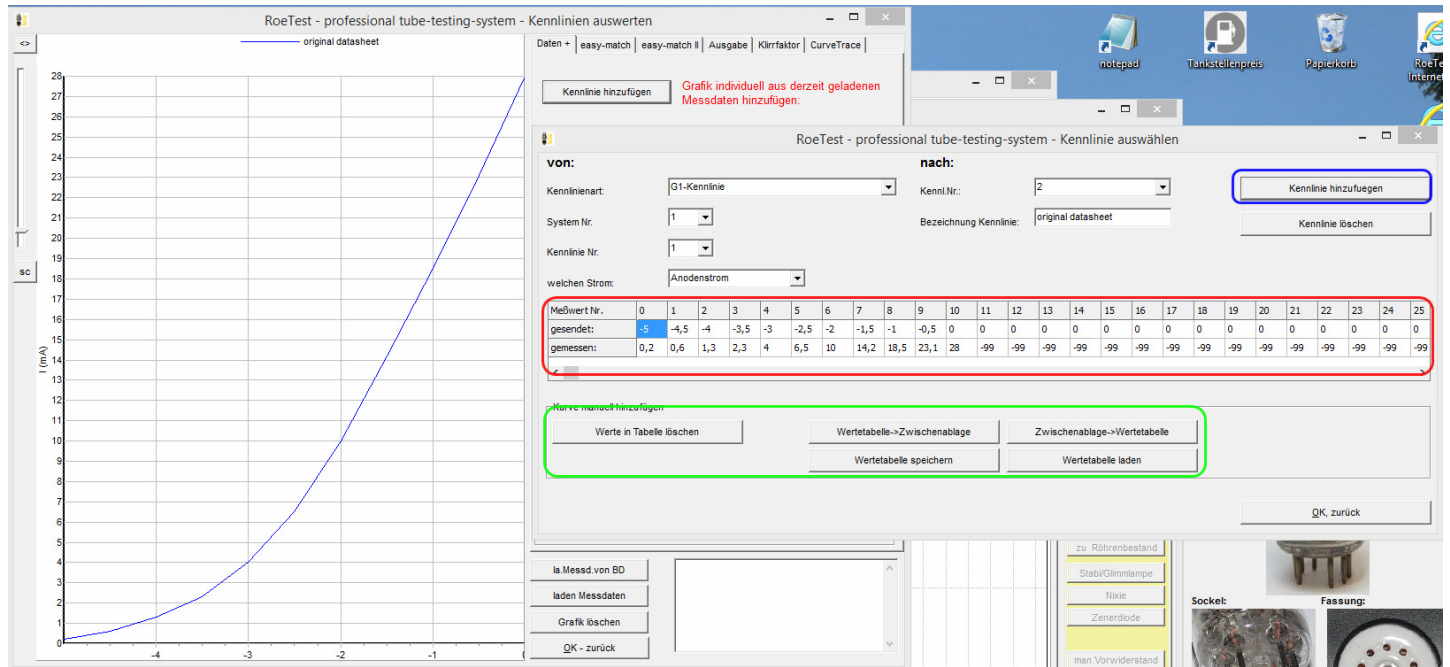 RoeTest - professional tube-testing-system - Kennlinien auswerten
<>
original datasheet
28
27
26
25
24
23
22
21
20
19
18
17
16
15
14
13
12
11
10
9
8
7
6
5
4
3
2
1
0
I (mA)
-4
-3
-2
-1
sc
Daten +
easy-match
easy-match II
Ausgabe
Klirrfaktor
CurveTrace
Kennlinie hinzufügen
Grafik individuell aus derzeit geladenen
Messdaten hinzufügen:
notepad
Tankstellenpreis
Papierkorb
RoeTest - professional tube-testing-system - Kennlinie auswählen
von:
nach:
Kennlinienart:
G1-Kennlinie
Kennl.Nr.:
2
Kennlinie hinzufuegen
System Nr.
1
Bezeichnung Kennlinie:
original datasheet
Kennlinie löschen
Kennlinie Nr.
1
welchen Strom:
Anodenstrom
Meßwert Nr. 0 1 2 3 4 5 6 7 8 9 10 11 12 13 14 15 16 17 18 19 20 21 22 23 24 25
gesendet: -5 -4,5 -4 -3,5 -3 -2,5 -2 -1,5 -1 -0,5 0 0 0 0 0 0 0 0 0 0 0 0 0 0 0 0
gemessen: 0,2 0,6 1,3 2,3 4 6,5 10 14,2 18,5 23,1 28 -99 -99 -99 -99 -99 -99 -99 -99 -99 -99 -99 -99 -99 -99 -99
Kurve manuell hinzufügen
Werte in Tabelle löschen
Wertetabelle->Zwischenablage
Zwischenablage->Wertetabelle
Wertetabelle speichern
Wertetabelle laden
OK, zurück
la.Messd.von BD
laden Messdaten
Grafik löschen
OK - zurück
zu Röhrenbestand
Stabi/Glimmlampe
Nixie
Zenerdiode
man.Vorwiderstand
Sockel:
Fassung: